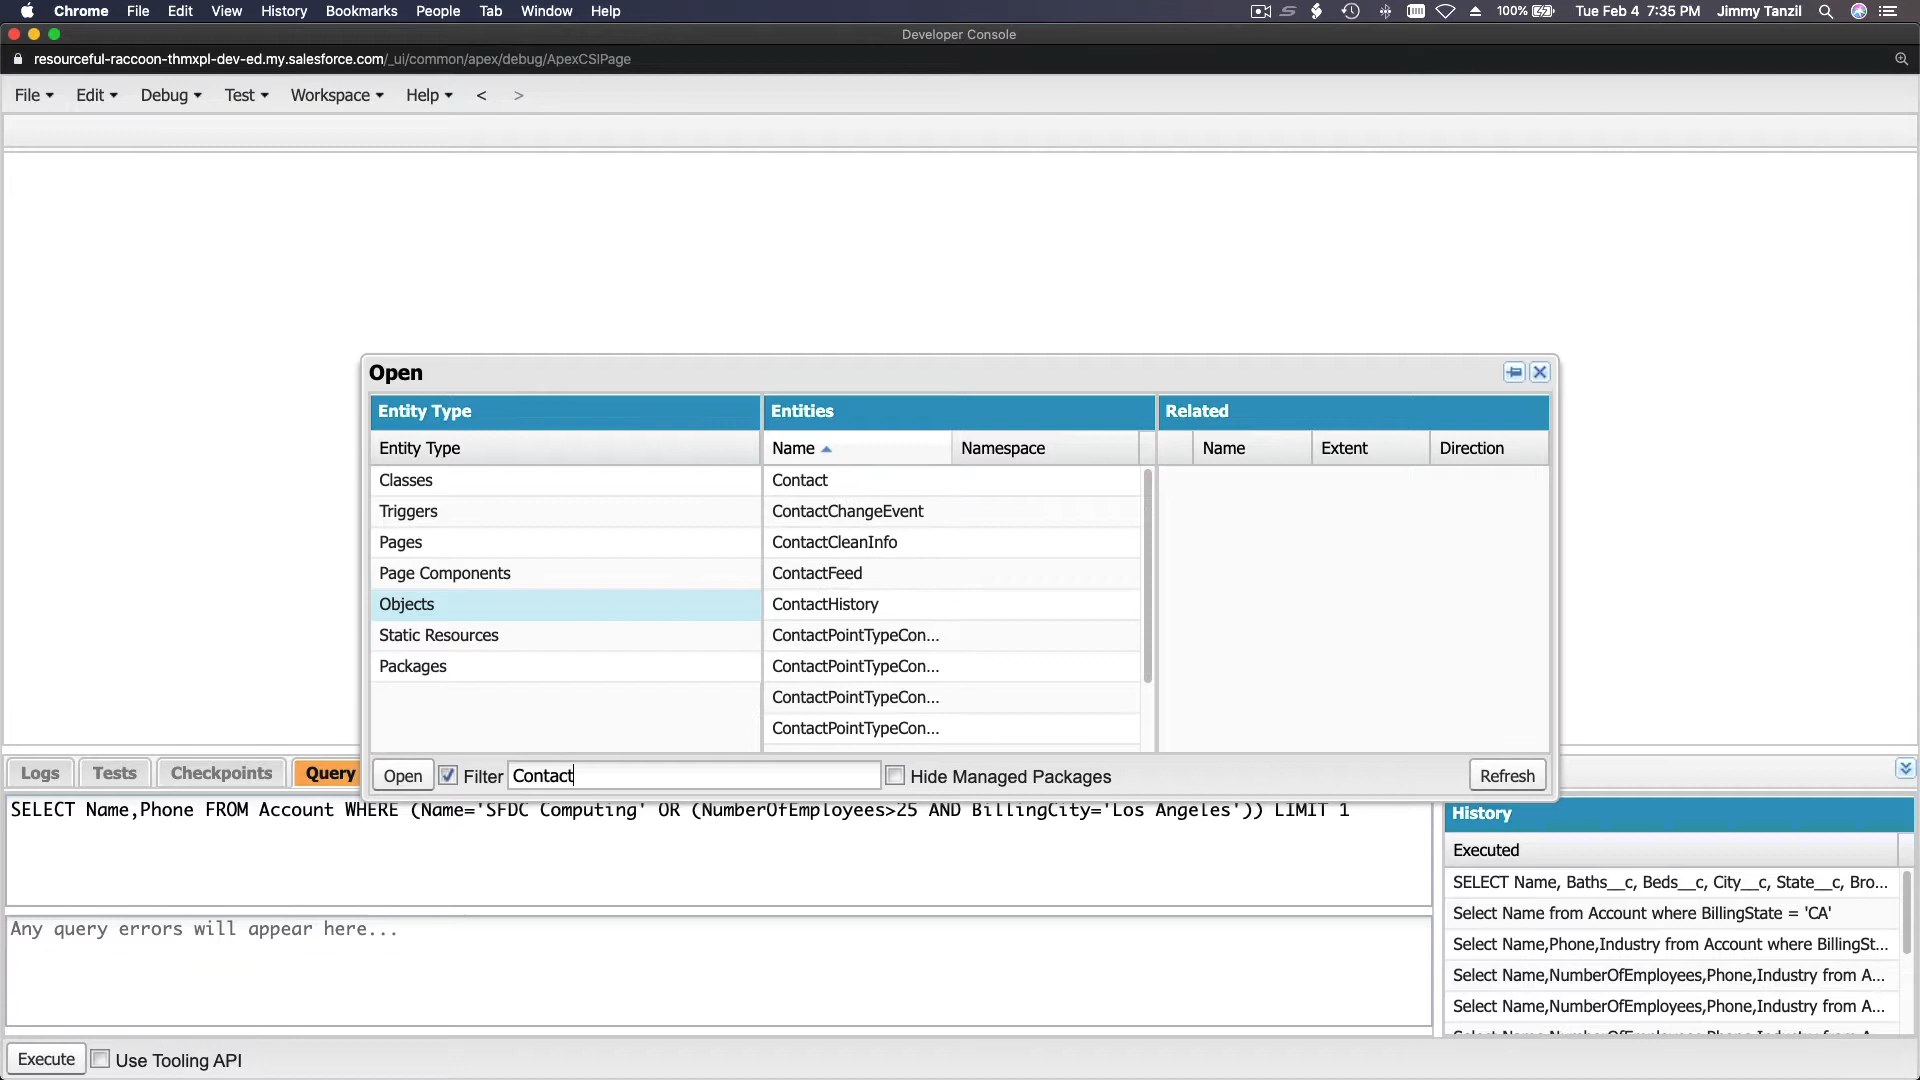 Chrome File Edit View History Bookmarks People Tab Window Help 100% Tue Feb 4 7:35 PM Jimmy Tanzil
Developer Console
resourceful-raccoon-thmxpl-dev-ed.my.salesforce.com/_ui/common/apex/debug/ApexCSIPage
File Edit Debug Test Workspace Help < >
Open
Entity Type Entities Related
Entity Type Name Namespace Name Extent Direction
Classes Contact
Triggers ContactChangeEvent
Pages ContactCleanInfo
Page Components ContactFeed
Objects ContactHistory
Static Resources ContactPointTypeCon...
Packages ContactPointTypeCon...
ContactPointTypeCon...
ContactPointTypeCon...
Open Filter Contact Hide Managed Packages Refresh
Logs Tests Checkpoints Query
SELECT Name,Phone FROM Account WHERE (Name='SFDC Computing' OR (NumberOfEmployees>25 AND BillingCity='Los Angeles')) LIMIT 1
Any query errors will appear here...
History
Executed
SELECT Name, Baths__c, Beds__c, City__c, State__c, Bro...
Select Name from Account where BillingState = 'CA'
Select Name,Phone,Industry from Account where BillingSt...
Select Name,NumberOfEmployees,Phone,Industry from A...
Select Name,NumberOfEmployees,Phone,Industry from A...
Execute Use Tooling API